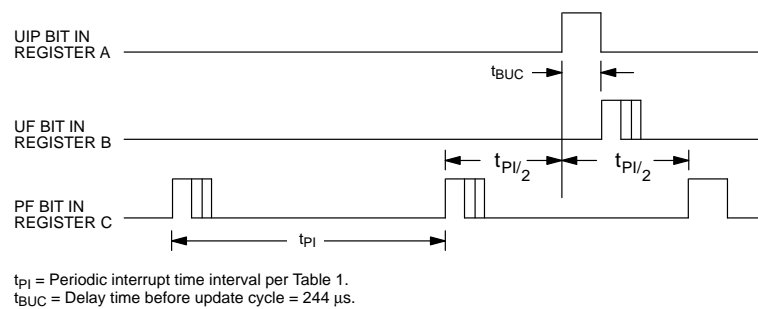 UIP BIT IN
REGISTER A
tBUC
UF BIT IN
REGISTER B
tPI/2
tPI/2
PF BIT IN
REGISTER C
tPI
tPI = Periodic interrupt time interval per Table 1.
tBUC = Delay time before update cycle = 244 µs.